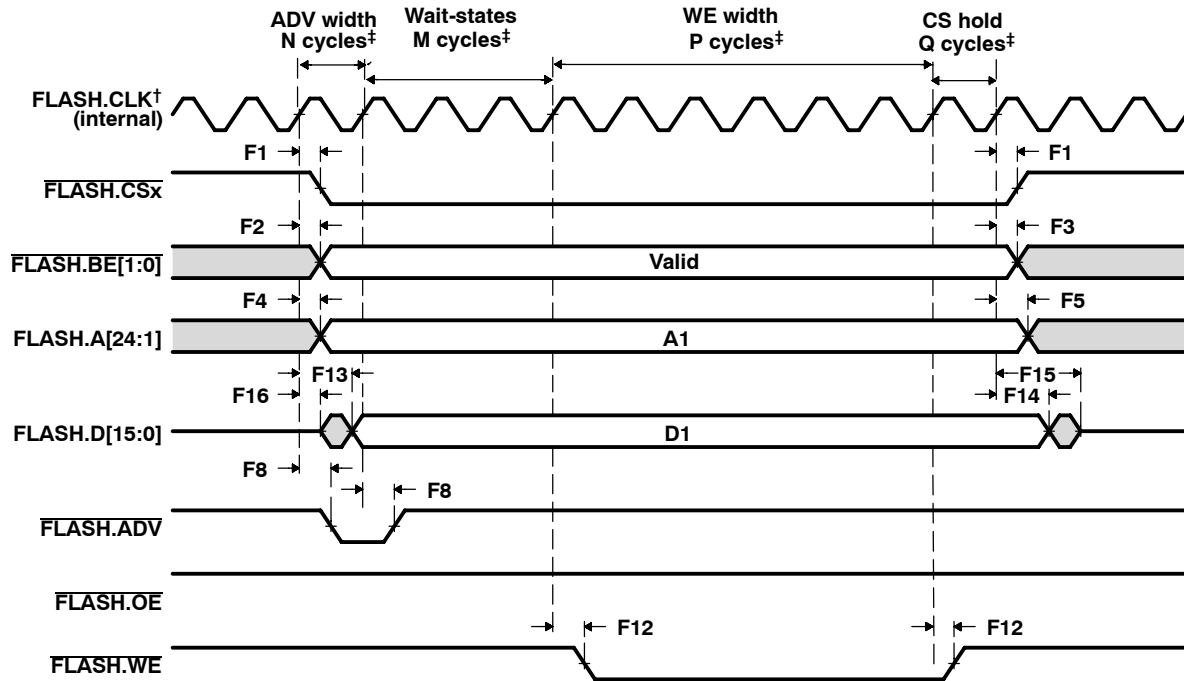 ADV width
N cycles‡
Wait-states
M cycles‡
WE width
P cycles‡
CS hold
Q cycles‡
FLASH.CLK†
(internal)
F1
F1
FLASH.CSx
F2
F3
FLASH.BE[1:0]
Valid
F4
F5
FLASH.A[24:1]
A1
F13
F15
F16
F14
FLASH.D[15:0]
D1
F8
F8
FLASH.ADV
FLASH.OE
F12
F12
FLASH.WE